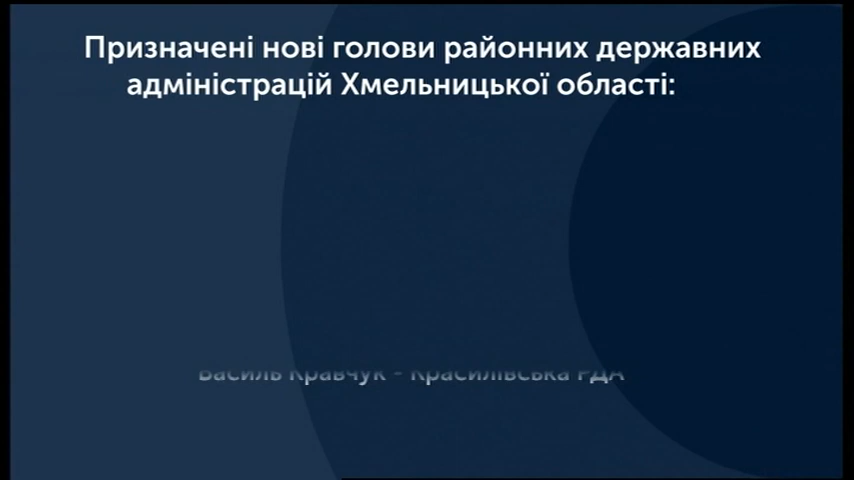 Призначені нові голови районних державних
адміністрацій Хмельницької області:
Василь Кравчук - Красилівська РДА